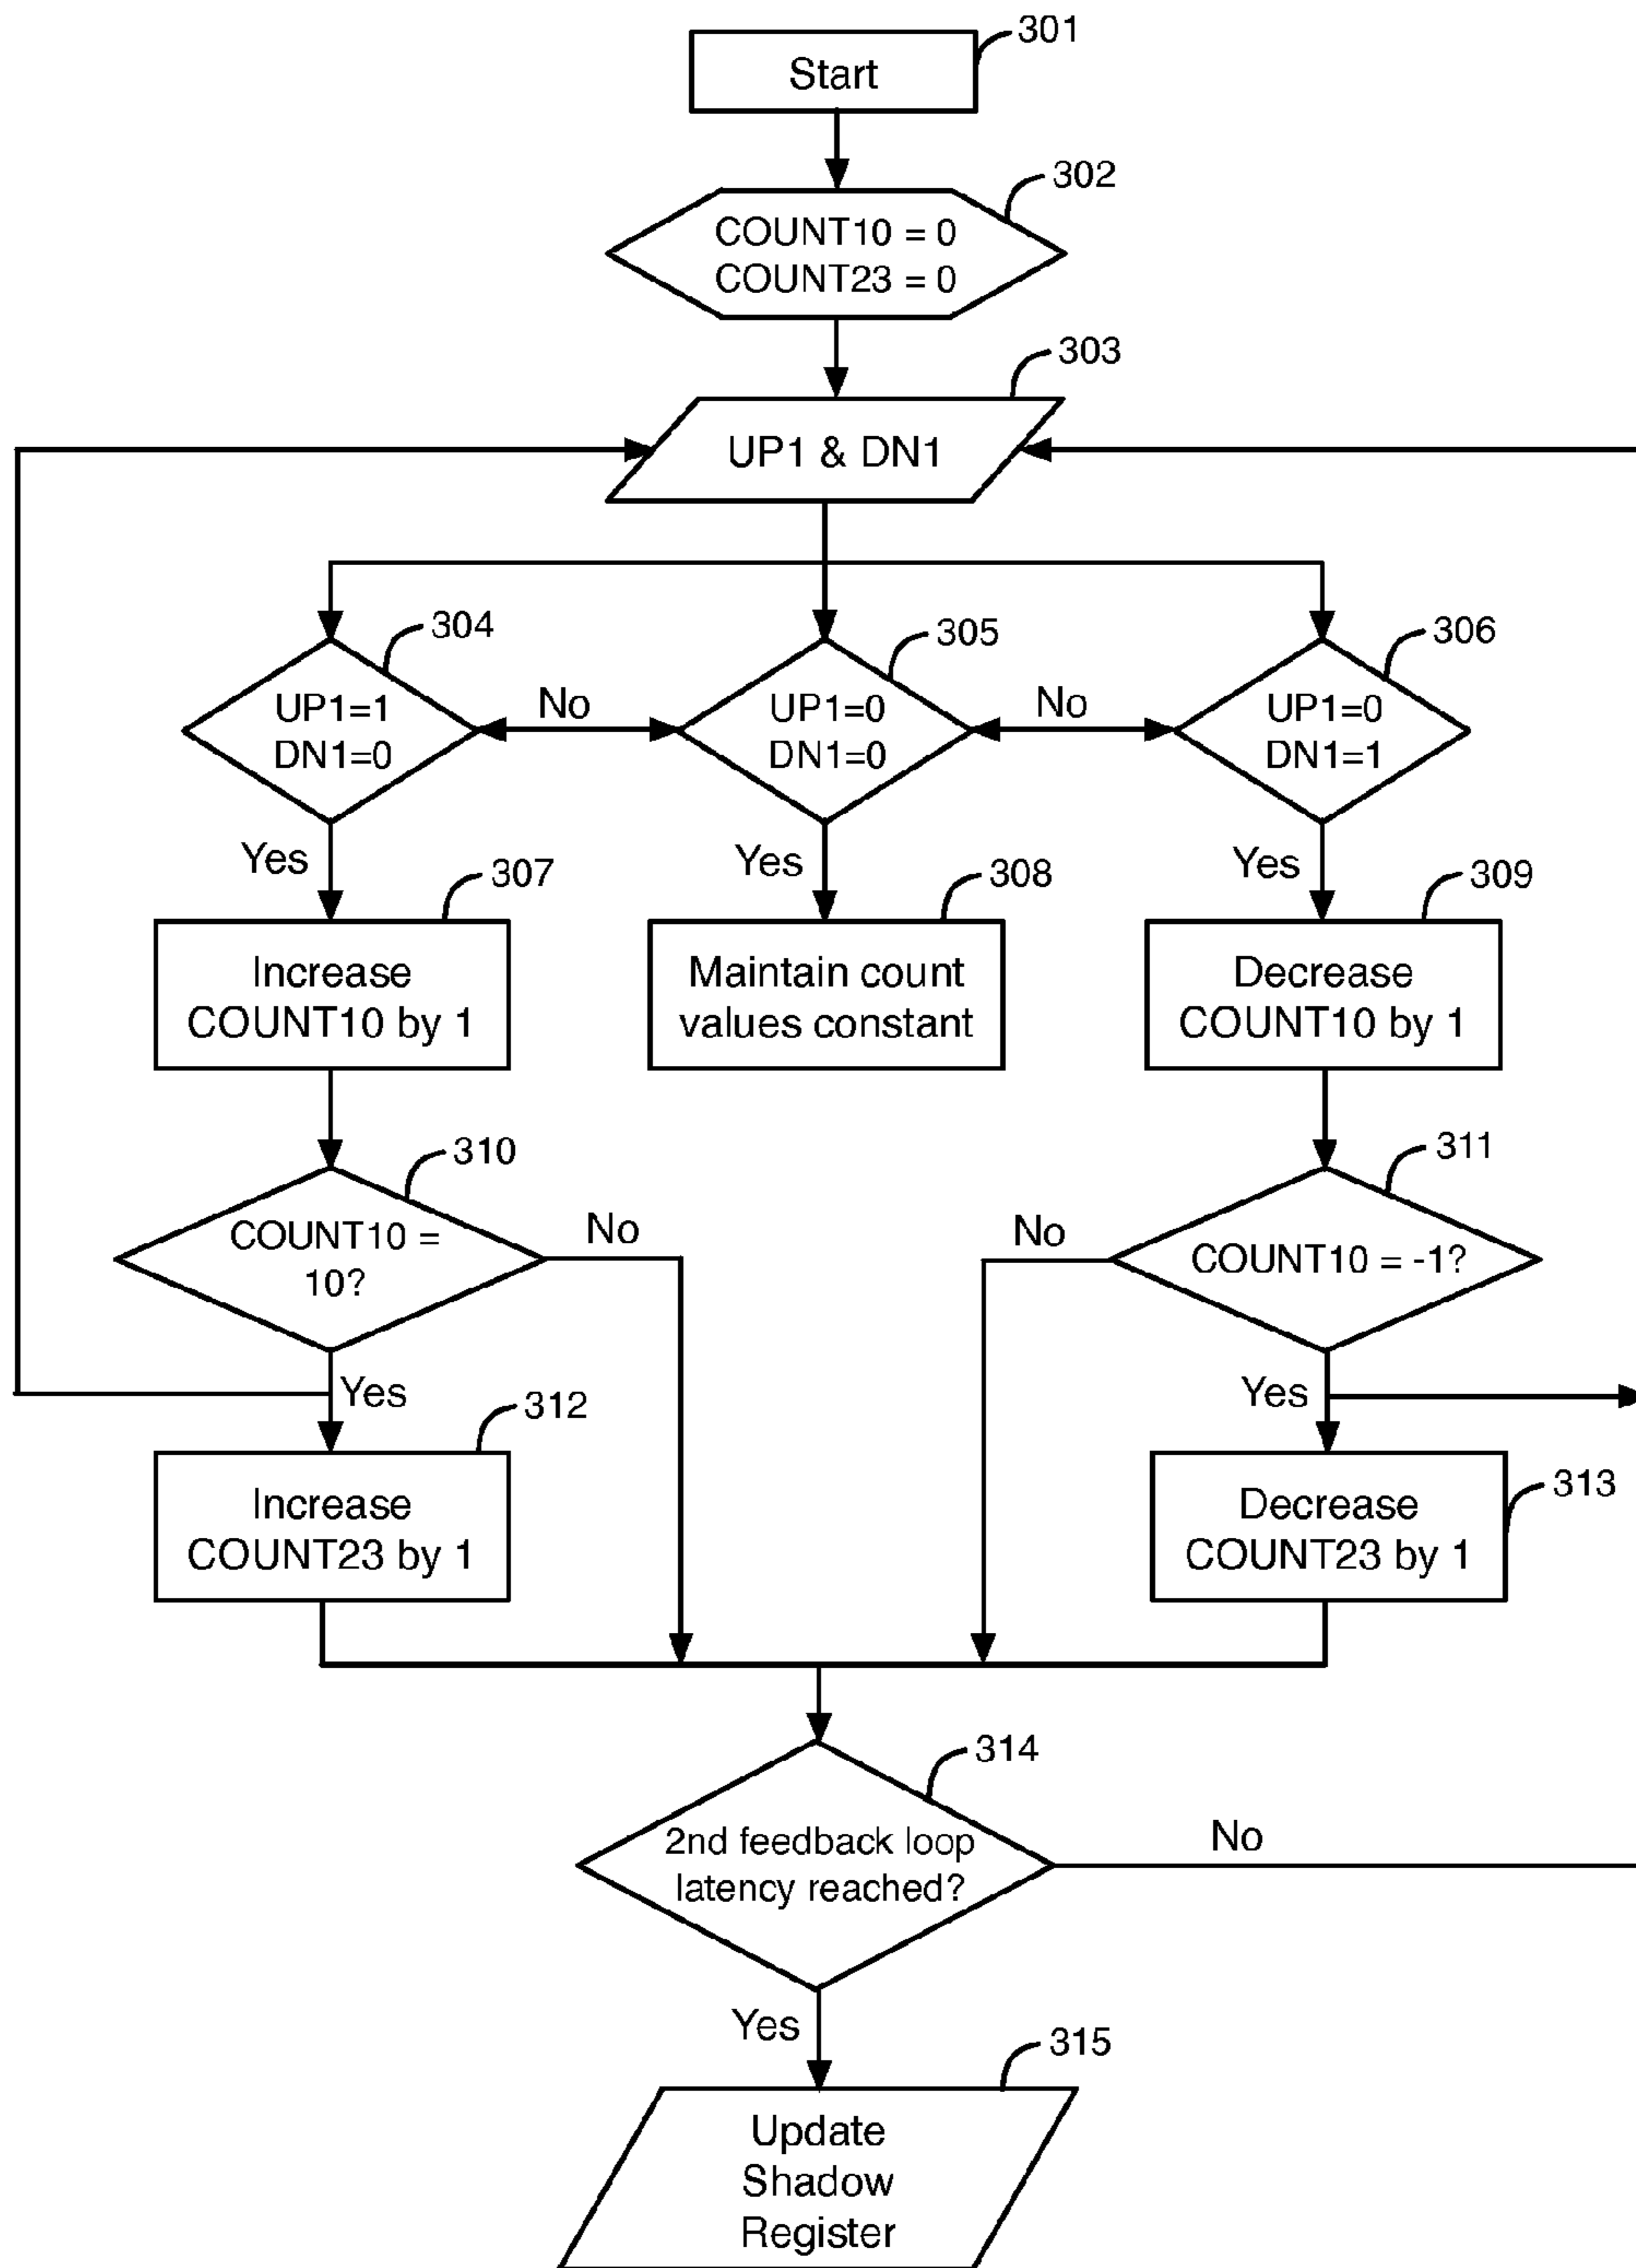 301
Start
302
COUNT10 = 0
COUNT23 = 0
303
UP1 & DN1
304
305
306
UP1=1
DN1=0
No
UP1=0
DN1=0
No
UP1=0
DN1=1
Yes
Yes
Yes
307
308
309
Increase
COUNT10 by 1
Maintain count
values constant
Decrease
COUNT10 by 1
310
311
COUNT10 =
10?
No
No
COUNT10 = -1?
Yes
Yes
312
313
Increase
COUNT23 by 1
Decrease
COUNT23 by 1
314
2nd feedback loop
latency reached?
No
Yes
315
Update
Shadow
Register